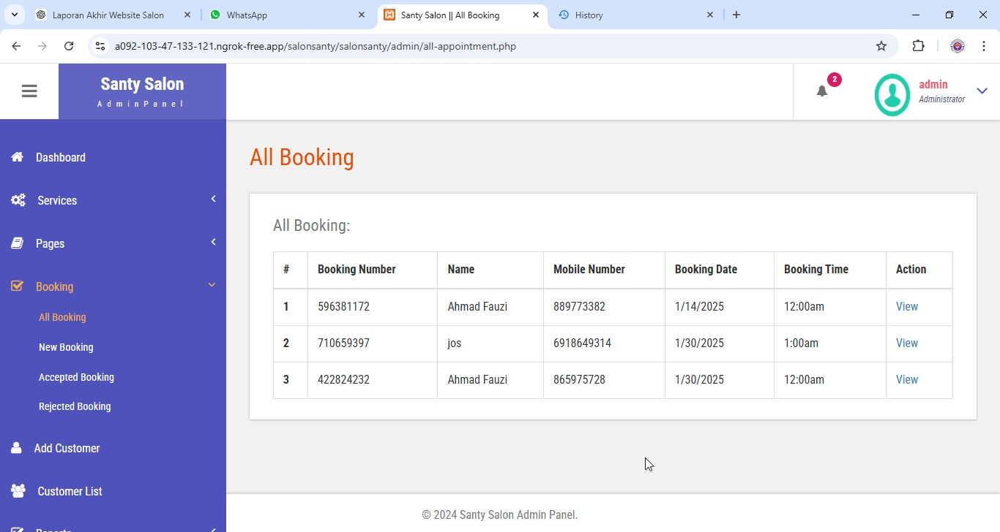 Laporan Akhir Website Salon
WhatsApp
Santy Salon || All Booking
History
a092-103-47-133-121.ngrok-free.app/salonsanty/salonsanty/admin/all-appointment.php
Santy Salon
AdminPanel
2
admin
Administrator
Dashboard
Services
Pages
Booking
All Booking
New Booking
Accepted Booking
Rejected Booking
Add Customer
Customer List
Reports
All Booking
All Booking:
# Booking Number Name Mobile Number Booking Date Booking Time Action
1 596381172 Ahmad Fauzi 889773382 1/14/2025 12:00am View
2 710659397 jos 6918649314 1/30/2025 1:00am View
3 422824232 Ahmad Fauzi 865975728 1/30/2025 12:00am View
© 2024 Santy Salon Admin Panel.